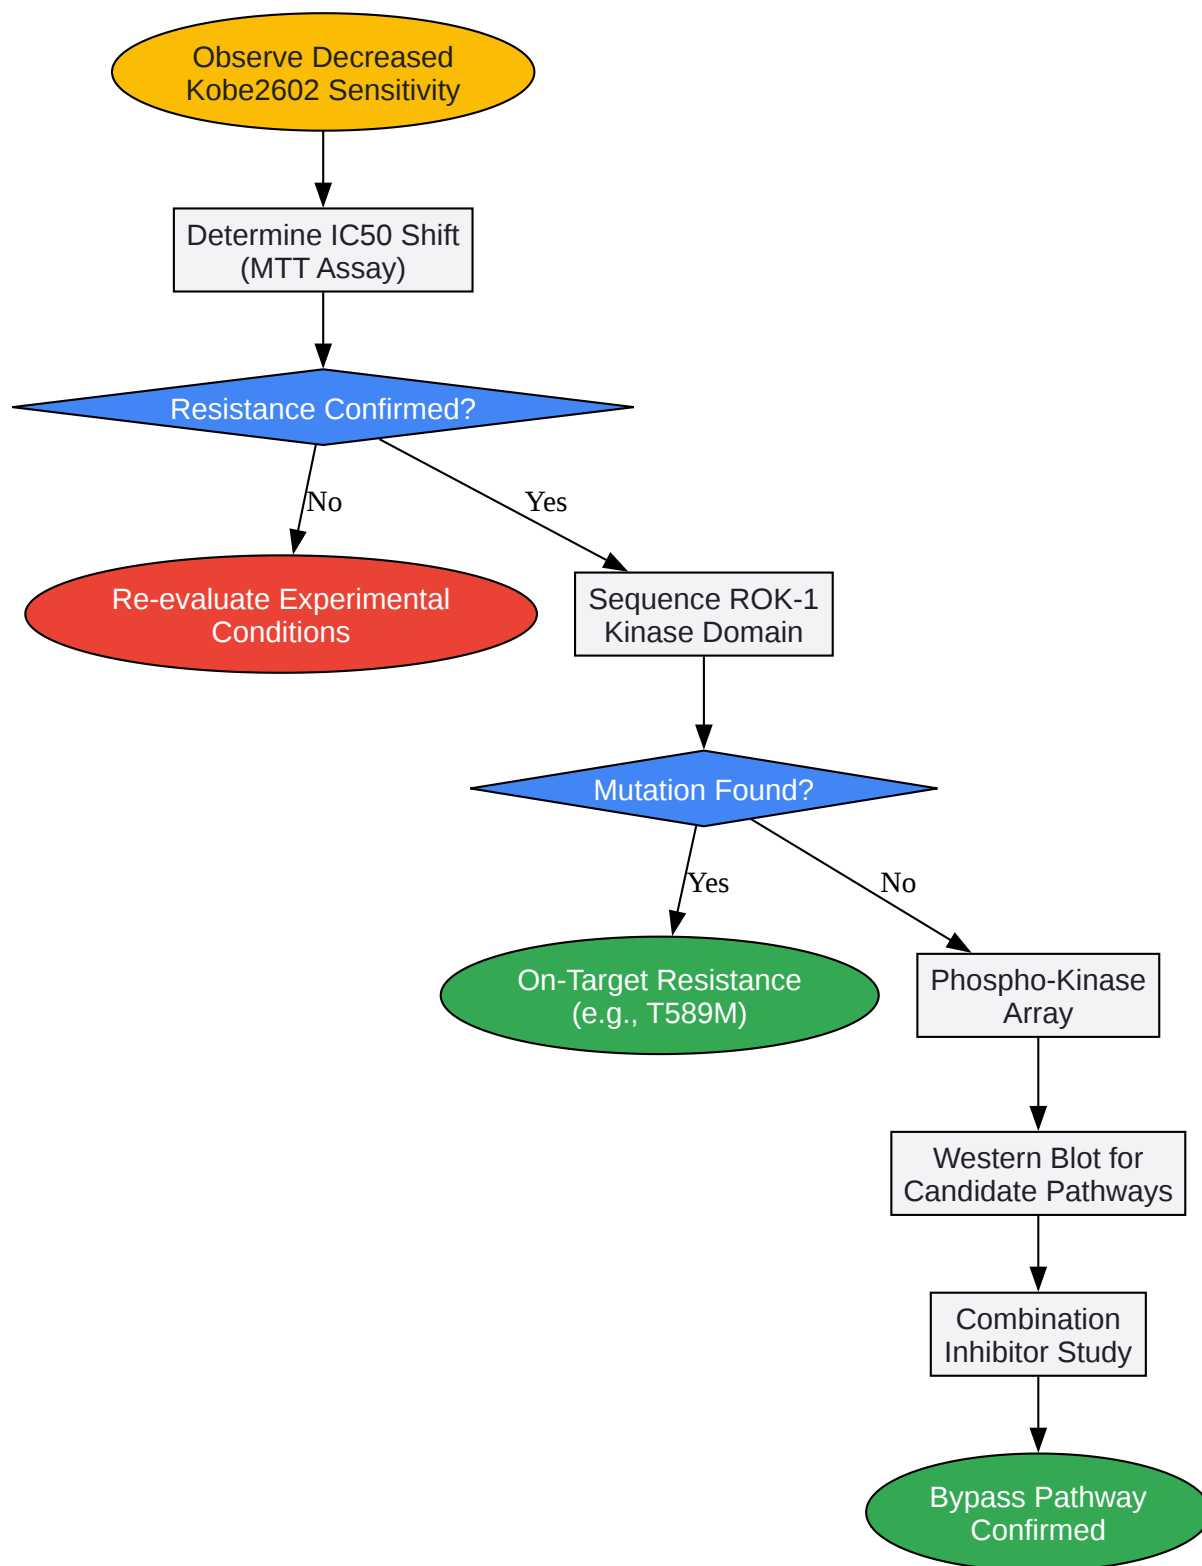 Observe Decreased
Kobe2602 Sensitivity
Determine IC50 Shift
(MTT Assay)
Resistance Confirmed?
No
Yes
Re-evaluate Experimental
Conditions
Sequence ROK-1
Kinase Domain
Mutation Found?
Yes
No
On-Target Resistance
(e.g., T589M)
Phospho-Kinase
Array
Western Blot for
Candidate Pathways
Combination
Inhibitor Study
Bypass Pathway
Confirmed